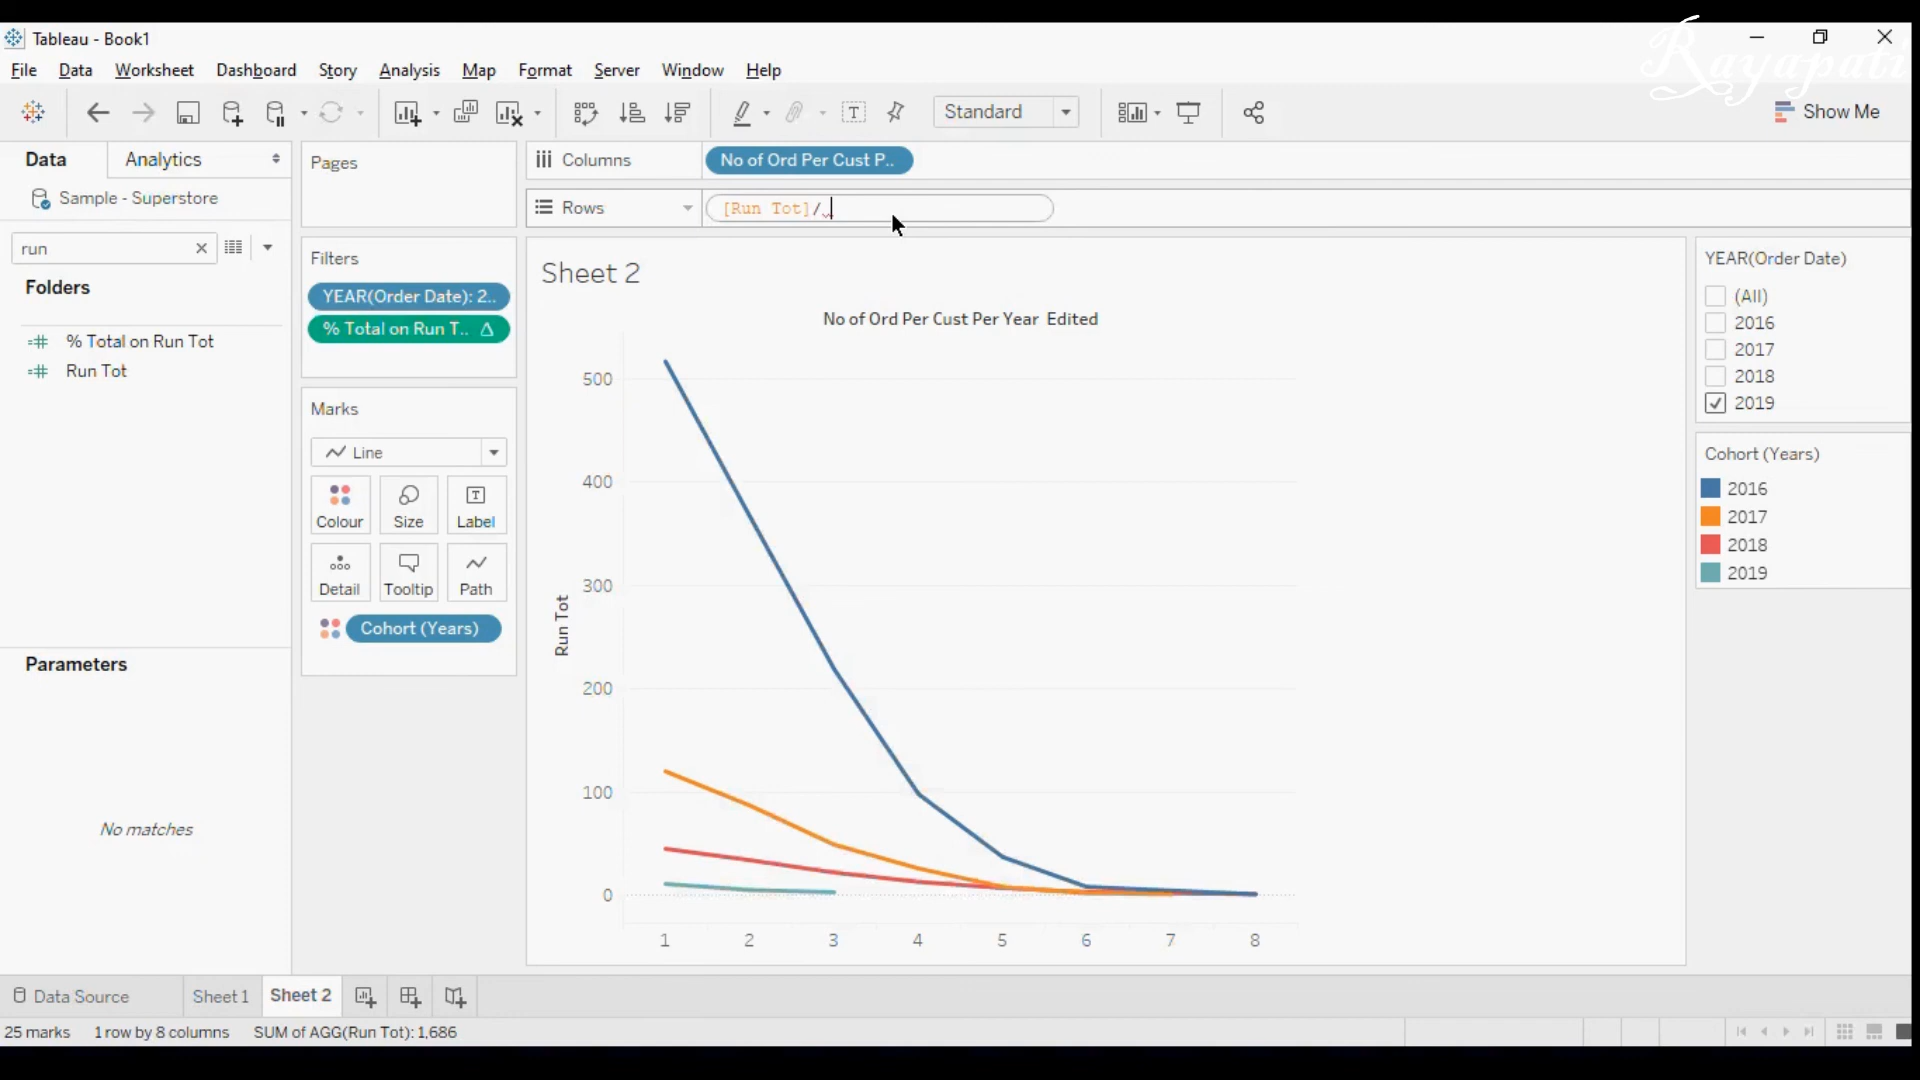 Rayapati
Tableau - Book1
File Data Worksheet Dashboard Story Analysis Map Format Server Window Help
Standard
Show Me
Data Analytics
Sample - Superstore
run
Folders
% Total on Run Tot
Run Tot
Parameters
No matches
Pages
Filters
YEAR(Order Date): 2..
% Total on Run T..
Marks
Line
Colour Size Label
Detail Tooltip Path
Cohort (Years)
Columns No of Ord Per Cust P..
Rows [Run Tot]/
Sheet 2
No of Ord Per Cust Per Year Edited
Run Tot
500
400
300
200
100
0
1 2 3 4 5 6 7 8
YEAR(Order Date)
(All)
2016
2017
2018
2019
Cohort (Years)
2016
2017
2018
2019
Data Source Sheet 1 Sheet 2
25 marks 1 row by 8 columns SUM of AGG(Run Tot): 1,686